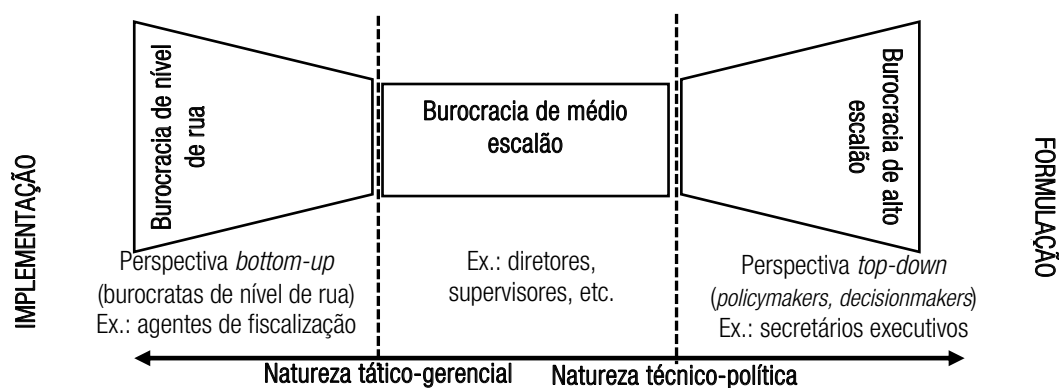 IMPLEMENTAÇÃO
Burocracia de nível
de rua
Perspectiva bottom-up
(burocratas de nível de rua)
Ex.: agentes de fiscalização
Burocracia de médio
escalão
Ex.: diretores,
supervisores, etc.
Burocracia de alto
escalão
Perspectiva top-down
(policymakers, decisionmakers)
Ex.: secretários executivos
FORMULAÇÃO
Natureza tático-gerencial
Natureza técnico-política